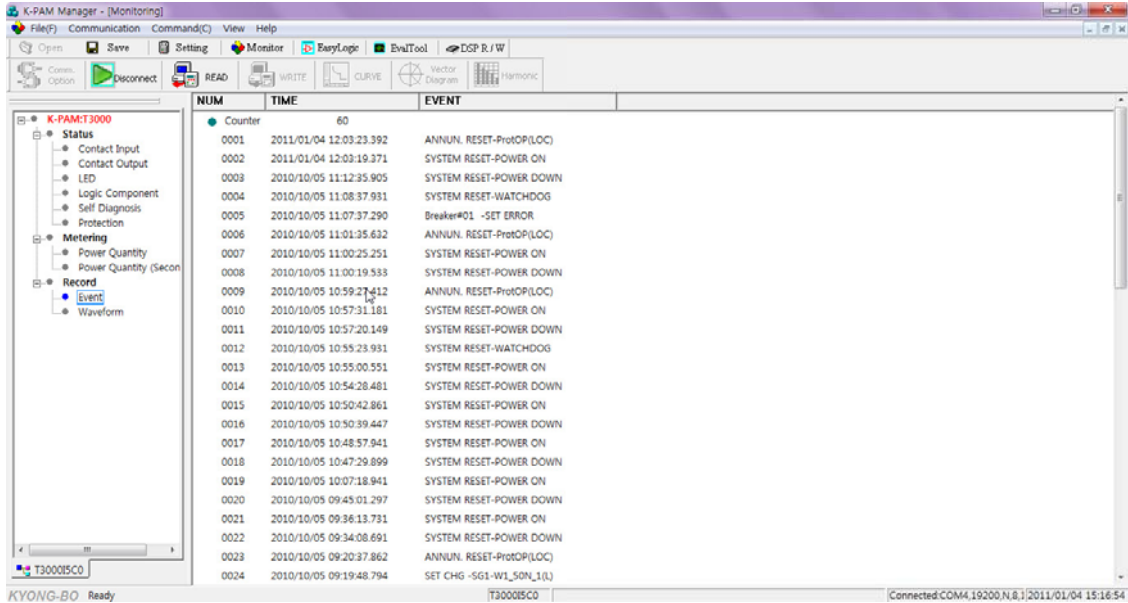 K-PAM Manager - [Monitoring]
File(F) Communication Command(C) View Help
Open Save Setting Monitor EasyLogic EvalTool DSP R/W
Comm. Option Disconnect READ WRITE CURVE Vector Diagram Harmonic
NUM TIME EVENT
K-PAM:T3000
Status
Contact Input
Contact Output
LED
Logic Component
Self Diagnosis
Protection
Metering
Power Quantity
Power Quantity (Secon
Record
Event
Waveform
T3000I5C0
Counter 60
0001 2011/01/04 12:03:23.392 ANNUN. RESET-ProtOP(LOC)
0002 2011/01/04 12:03:19.371 SYSTEM RESET-POWER ON
0003 2010/10/05 11:12:35.905 SYSTEM RESET-POWER DOWN
0004 2010/10/05 11:08:37.931 SYSTEM RESET-WATCHDOG
0005 2010/10/05 11:07:37.290 Breaker#01 -SET ERROR
0006 2010/10/05 11:01:35.632 ANNUN. RESET-ProtOP(LOC)
0007 2010/10/05 11:00:25.251 SYSTEM RESET-POWER ON
0008 2010/10/05 11:00:19.533 SYSTEM RESET-POWER DOWN
0009 2010/10/05 10:59:27.412 ANNUN. RESET-ProtOP(LOC)
0010 2010/10/05 10:57:31.181 SYSTEM RESET-POWER ON
0011 2010/10/05 10:57:20.149 SYSTEM RESET-POWER DOWN
0012 2010/10/05 10:55:23.931 SYSTEM RESET-WATCHDOG
0013 2010/10/05 10:55:00.551 SYSTEM RESET-POWER ON
0014 2010/10/05 10:54:28.481 SYSTEM RESET-POWER DOWN
0015 2010/10/05 10:50:42.861 SYSTEM RESET-POWER ON
0016 2010/10/05 10:50:39.447 SYSTEM RESET-POWER DOWN
0017 2010/10/05 10:48:57.941 SYSTEM RESET-POWER ON
0018 2010/10/05 10:47:29.899 SYSTEM RESET-POWER DOWN
0019 2010/10/05 10:07:18.941 SYSTEM RESET-POWER ON
0020 2010/10/05 09:45:01.297 SYSTEM RESET-POWER DOWN
0021 2010/10/05 09:36:13.731 SYSTEM RESET-POWER ON
0022 2010/10/05 09:34:08.691 SYSTEM RESET-POWER DOWN
0023 2010/10/05 09:20:37.862 ANNUN. RESET-ProtOP(LOC)
0024 2010/10/05 09:19:48.794 SET CHG -SG1-W1_50N_1(L)
KYONG-BO Ready T3000I5C0 Connected:COM4,19200,N,8,1 2011/01/04 15:16:54